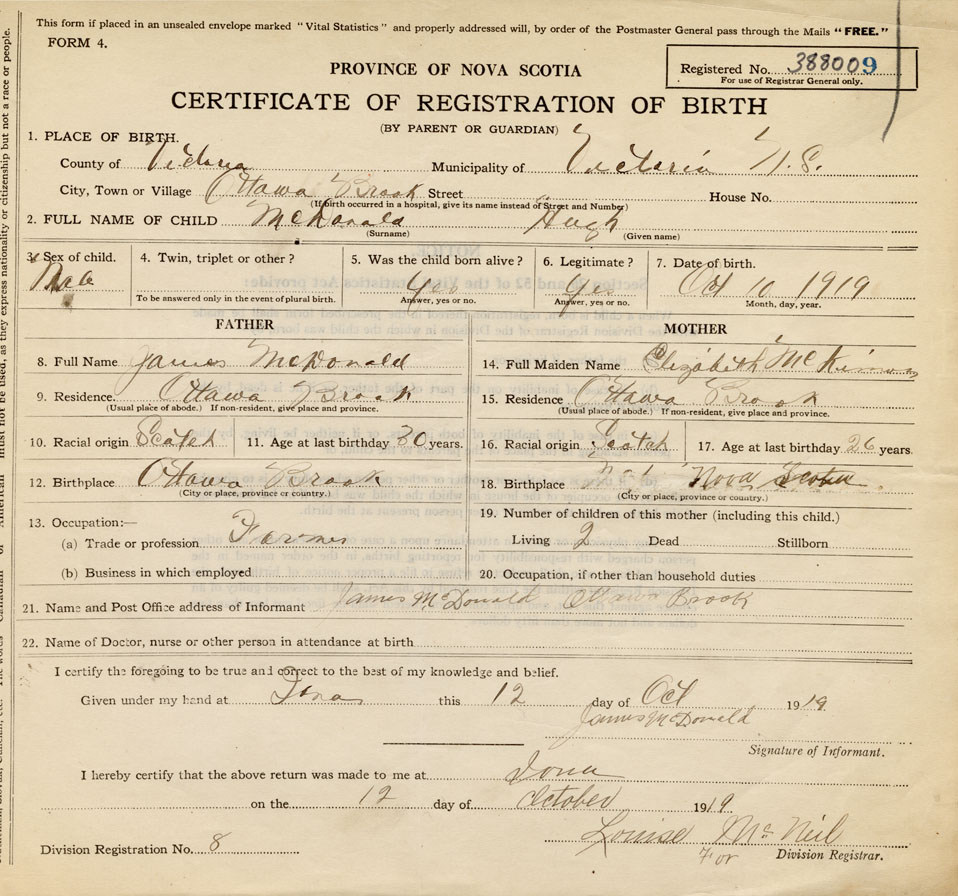 This form if placed in an unsealed envelope marked "Vital Statistics" and properly addressed will, by order of the Postmaster General pass through the Mails "FREE."
FORM 4.
Registered No. 388009
For use of Registrar General only.
PROVINCE OF NOVA SCOTIA
CERTIFICATE OF REGISTRATION OF BIRTH
(BY PARENT OR GUARDIAN)
1. PLACE OF BIRTH.
County of Victoria Municipality of Victoria N.S.
City, Town or Village Ottawa Brook Street House No.
(If birth occurred in a hospital, give its name instead of Street and Number)
2. FULL NAME OF CHILD McDonald Hugh
(Surname) (Given name)
3. Sex of child. 4. Twin, triplet or other? 5. Was the child born alive? 6. Legitimate? 7. Date of birth.
Male Yes Yes Oct 10 1919
To be answered only in the event of plural birth. Answer, yes or no. Answer, yes or no. Month, day, year.
FATHER
8. Full Name James McDonald
9. Residence. Ottawa Brook
(Usual place of abode.) If non-resident, give place and province.
10. Racial origin Scotch 11. Age at last birthday 30 years.
12. Birthplace Ottawa Brook
(City or place, province or country.)
13. Occupation:—
(a) Trade or profession Farmer
(b) Business in which employed
MOTHER
14. Full Maiden Name Elizabeth McKinnon
15. Residence Ottawa Brook
(Usual place of abode.) If non-resident, give place and province.
16. Racial origin Scotch 17. Age at last birthday 26 years.
18. Birthplace Nova Scotia
(City or place, province or country.)
19. Number of children of this mother (including this child.)
Living 2 Dead Stillborn
20. Occupation, if other than household duties
21. Name and Post Office address of Informant James McDonald Ottawa Brook
22. Name of Doctor, nurse or other person in attendance at birth
I certify the foregoing to be true and correct to the best of my knowledge and belief.
Given under my hand at Iona this 12 day of Oct 1919
James McDonald
Signature of Informant.
I hereby certify that the above return was made to me at Iona
on the 12 day of October 1919
Louise McNeil
Division Registration No. 8 For Division Registrar.